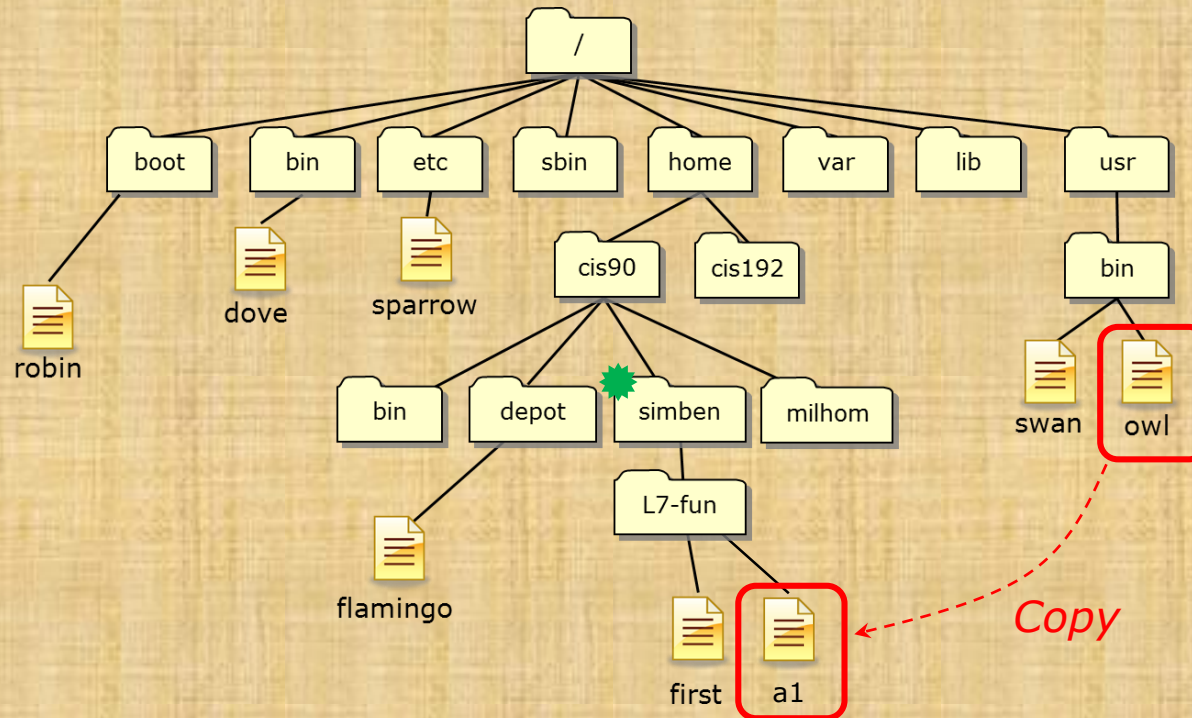 /
boot bin etc sbin home var lib usr
cis90 cis192 bin
dove sparrow
robin
bin depot simben milhom
swan owl
L7-fun
flamingo
Copy
first a1